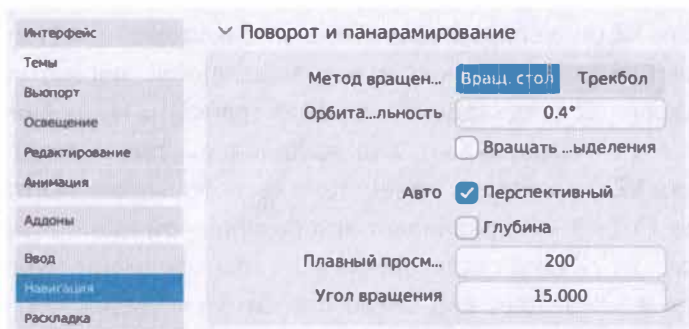 Интерфейс
Темы
Вьюпорт
Освещение
Редактирование
Анимация
Аддоны
Ввод
Навигация
Раскладка
Поворот и панарамирование
Метод вращен... Вращ. стол Трекбол
Орбита...льность 0.4°
Вращать ...ыделения
Авто Перспективный
Глубина
Плавный просм... 200
Угол вращения 15.000